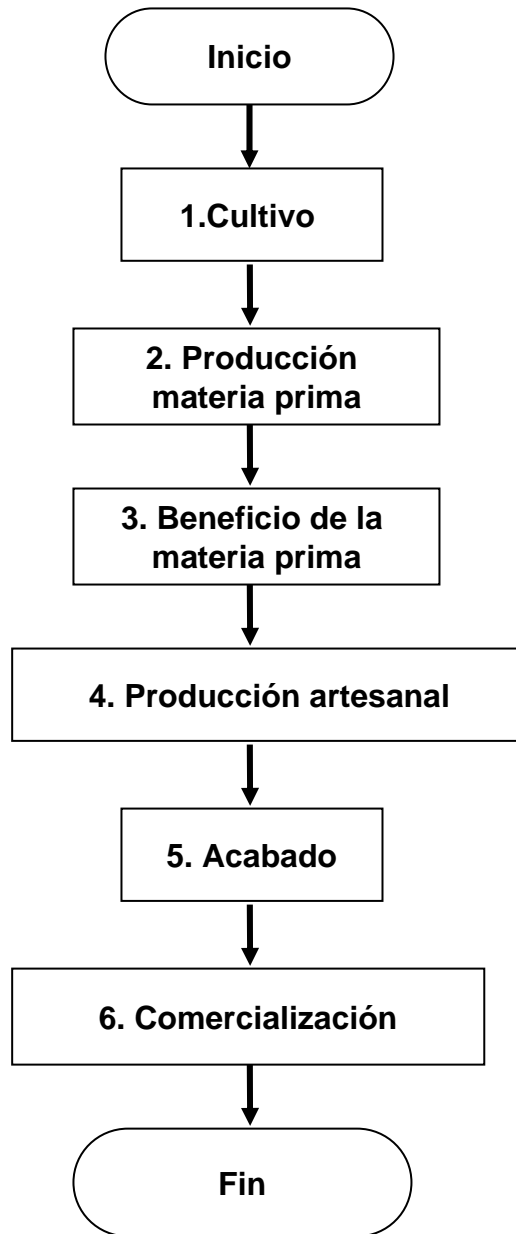 Inicio
1.Cultivo
2. Producción
materia prima
3. Beneficio de la
materia prima
4. Producción artesanal
5. Acabado
6. Comercialización
Fin